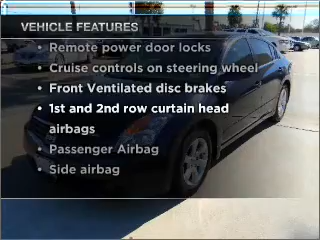 VEHICLE FEATURES
• Remote power door locks
• Cruise controls on steering wheel
• Front Ventilated disc brakes
• 1st and 2nd row curtain head
airbags
• Passenger Airbag
• Side airbag